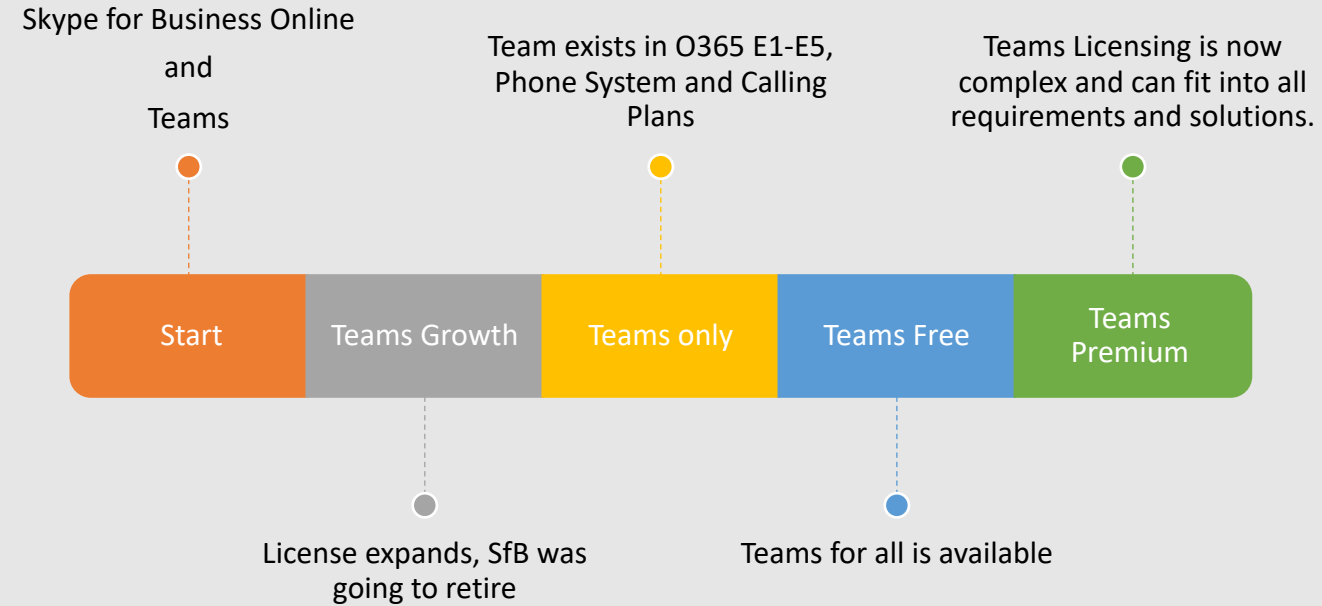 Skype for Business Online
and
Teams
Team exists in O365 E1-E5,
Phone System and Calling
Plans
Teams Licensing is now
complex and can fit into all
requirements and solutions.
Start
Teams Growth
Teams only
Teams Free
Teams
Premium
License expands, SfB was
going to retire
Teams for all is available